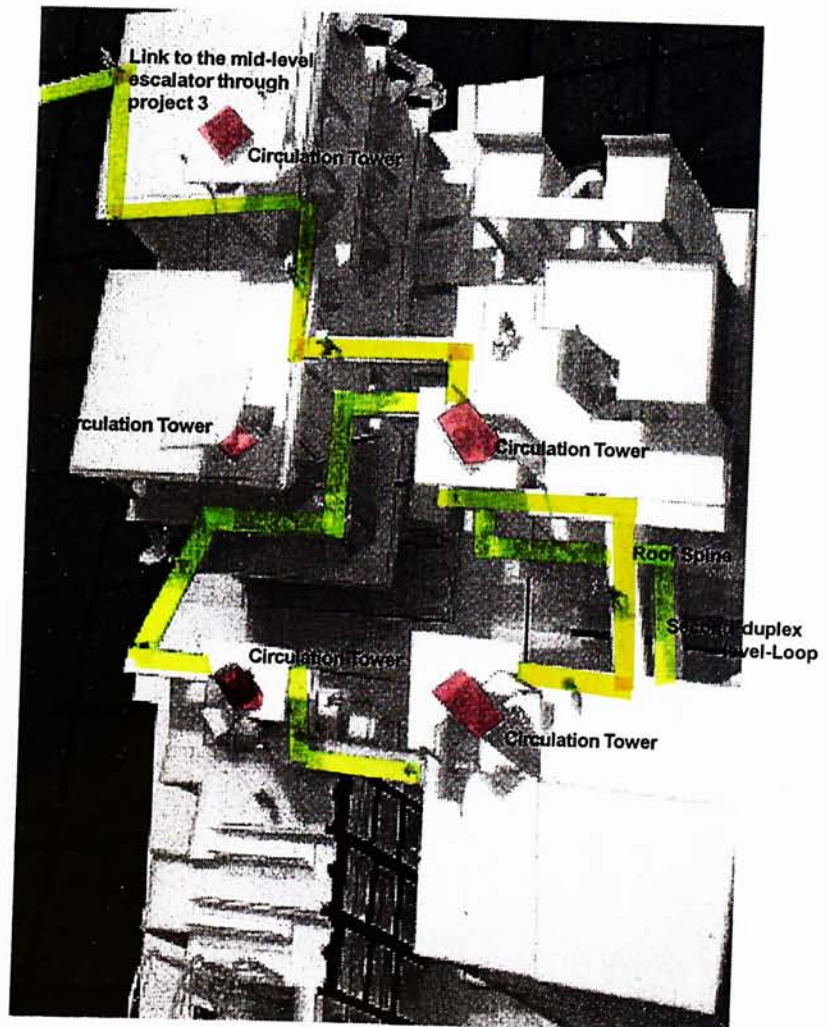 Link to the mid-level
escalator through
project 3
Circulation Tower
Circulation Tower
Circulation Tower
Roof Spine
Second-duplex
level-Loop
Circulation Tower
Circulation Tower